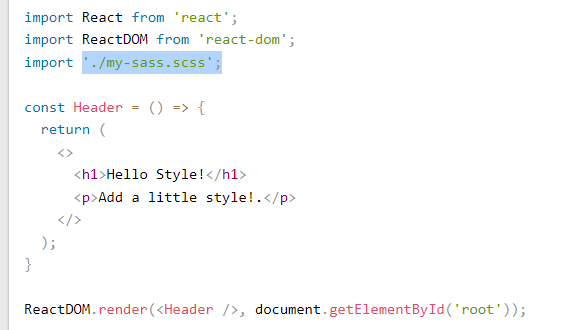 import React from 'react';
import ReactDOM from 'react-dom';
import './my-sass.scss';
const Header = () => {
  return (
    <>
      <h1>Hello Style!</h1>
      <p>Add a little style!.</p>
    </>
  );
}
ReactDOM.render(<Header />, document.getElementById('root'));